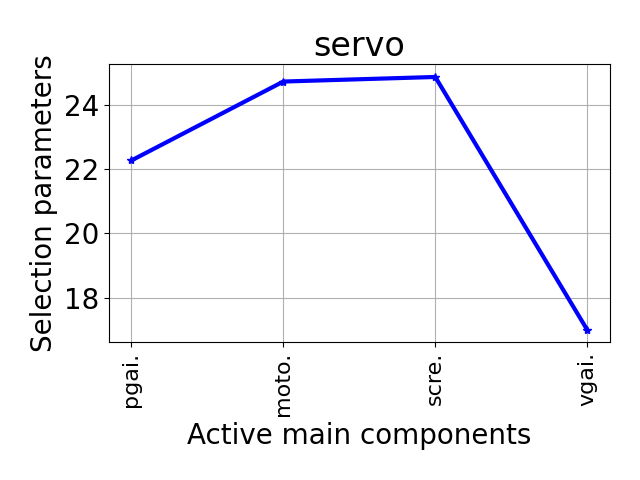 servo
Selection parameters
24
22
20
18
pgai.
moto.
scre.
vgai.
Active main components